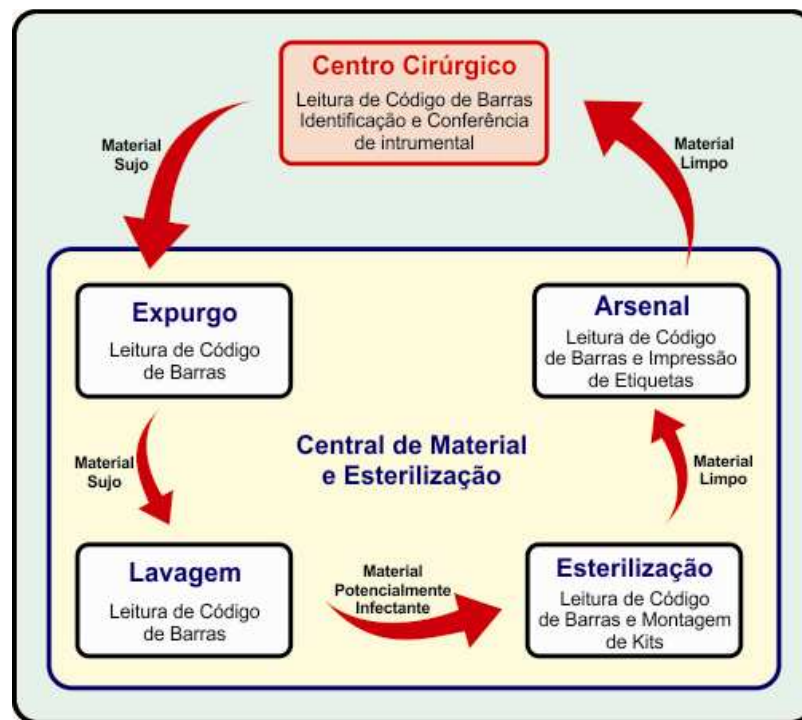 Centro Cirúrgico
Leitura de Código de Barras
Identificação e Conferência
de intrumental
Material
Sujo
Material
Limpo
Expurgo
Leitura de Código
de Barras
Arsenal
Leitura de Código
de Barras e Impressão
de Etiquetas
Central de Material
e Esterilização
Material
Sujo
Material
Limpo
Lavagem
Leitura de Código
de Barras
Material
Potencialmente
Infectante
Esterilização
Leitura de Código
de Barras e Montagem
de Kits